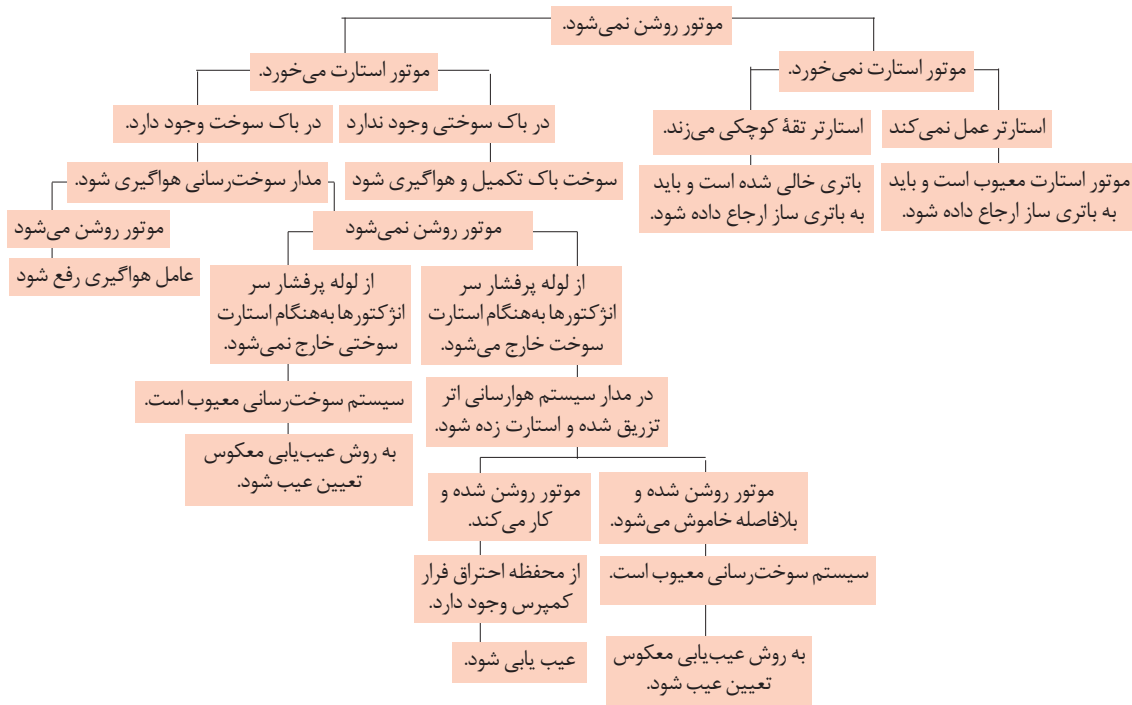 موتور روشن نمی‌شود.
موتور استارت نمی‌خورد.
موتور استارت می‌خورد.
استارتر عمل نمی‌کند
استارتر تقهٔ کوچکی می‌زند.
در باک سوختی وجود ندارد
در باک سوخت وجود دارد.
موتور استارت معیوب است و باید
به باتری ساز ارجاع داده شود.
باتری خالی شده است و باید
به باتری ساز ارجاع داده شود.
سوخت باک تکمیل و هواگیری شود
مدار سوخت‌رسانی هواگیری شود.
موتور روشن نمی‌شود
موتور روشن می‌شود
عامل هواگیری رفع شود
از لوله پرفشار سر
انژکتورها به‌هنگام استارت
سوخت خارج می‌شود.
از لوله پرفشار سر
انژکتورها به‌هنگام استارت
سوختی خارج نمی‌شود.
در مدار سیستم هوارسانی اتر
تزریق شده و استارت زده شود.
سیستم سوخت‌رسانی معیوب است.
به روش عیب‌یابی معکوس
تعیین عیب شود.
موتور روشن شده و
بلافاصله خاموش می‌شود.
موتور روشن شده و
کار می‌کند.
سیستم سوخت‌رسانی معیوب است.
از محفظه احتراق فرار
کمپرس وجود دارد.
به روش عیب‌یابی معکوس
تعیین عیب شود.
عیب یابی شود.